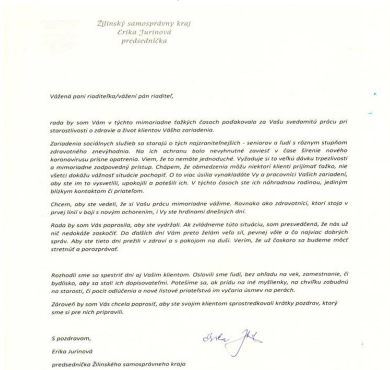 Žilinský samosprávny kraj
Erika Jurinová
predsedníčka
Vážená pani riaditeľka/vážený pán riaditeľ,
rada by som Vám v týchto mimoriadne ťažkých časoch poďakovala za Vašu svedomitú prácu pri
starostlivosti o zdravie a život klientov Vášho zariadenia.
Zariadenia sociálnych služieb sa starajú o tých najzraniteľnejších - seniorov a ľudí s rôznym stupňom
zdravotného znevýhodnia. Na ich ochranu bolo nevyhnutné zaviesť v čase šírenia nového
koronavírusu prísne opatrenia. Viem, že to nemáte jednoduché. Vyžaduje si to veľkú dávku trpezlivosti
a mimoriadne zodpovedný prístup. Chápem, že obmedzenia môžu niektorí klienti prijímať ťažko, nie
všetci dokážu vážnosť situácie pochopiť. O to viac úsilia vynakladáte Vy a pracovníci Vašich zariadení,
aby ste im to vysvetlili, upokojili a potešili ich. V týchto časoch ste ich náhradnou rodinou, jediným
blízkym kontaktom či priateľom.
Chcem, aby ste vedeli, že si Vašu prácu mimoriadne vážime. Rovnako ako zdravotníci, ktorí stoja v
prvej línii v boji s novým ochorením, i Vy ste hrdinami dnešných dní.
Rada by som Vás poprosila, aby ste vydržali. Ak zvládneme túto situáciu, som presvedčená, že nás už
nič nedokáže zaskočiť. Do ďalších dní Vám preto želám veľa síl, pevnej vôle a čo najviac dobrých
správ. Aby ste tieto dni prežili v zdraví a s pokojom na duši. Verím, že už čoskoro sa budeme môcť
stretnúť a porozprávať.
Rozhodli sme sa spestriť dni aj Vašim klientom. Oslovili sme ľudí, bez ohľadu na vek, zamestnanie, či
bydlisko, aby sa stali ich dopisovateľmi. Potešíme sa, ak prídu na iné myšlienky, na chvíľku zabudnú
na starosti, či pocit odlúčenia a nové listové priateľstvá im vyčaria úsmev na perách.
Zároveň by som Vás chcela poprosiť, aby ste svojim klientom sprostredkovali krátky pozdrav, ktorý
sme si pre nich pripravili.
S pozdravom,
Erika Jurinová
predsedníčka Žilinského samosprávneho kraja